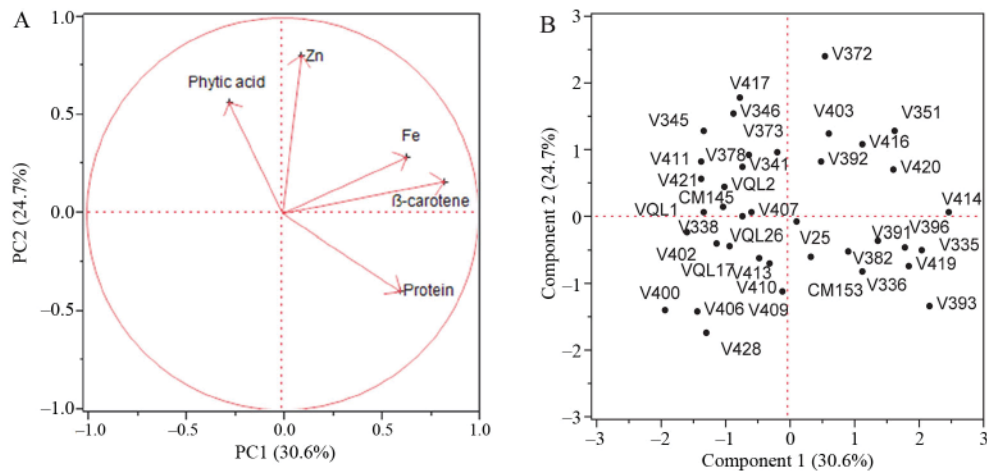 A
1.0
0.5
0.0
−0.5
−1.0
PC2 (24.7%)
Zn
Phytic acid
Fe
ß-carotene
Protein
−1.0
−0.5
0.0
0.5
1.0
PC1 (30.6%)
B
3
2
1
0
−1
−2
−3
Component 2 (24.7%)
V372
V417
V346
V403
V351
V345
V373
V416
V411
V378
V341
V392
V420
V421
VQL2
CM145
V414
VQL1
V407
V338
VQL26
V25
V391
V396
V335
V402
V382
VQL17
V413
V419
V410
CM153
V336
V400
V406
V409
V393
V428
−3
−2
−1
0
1
2
3
Component 1 (30.6%)